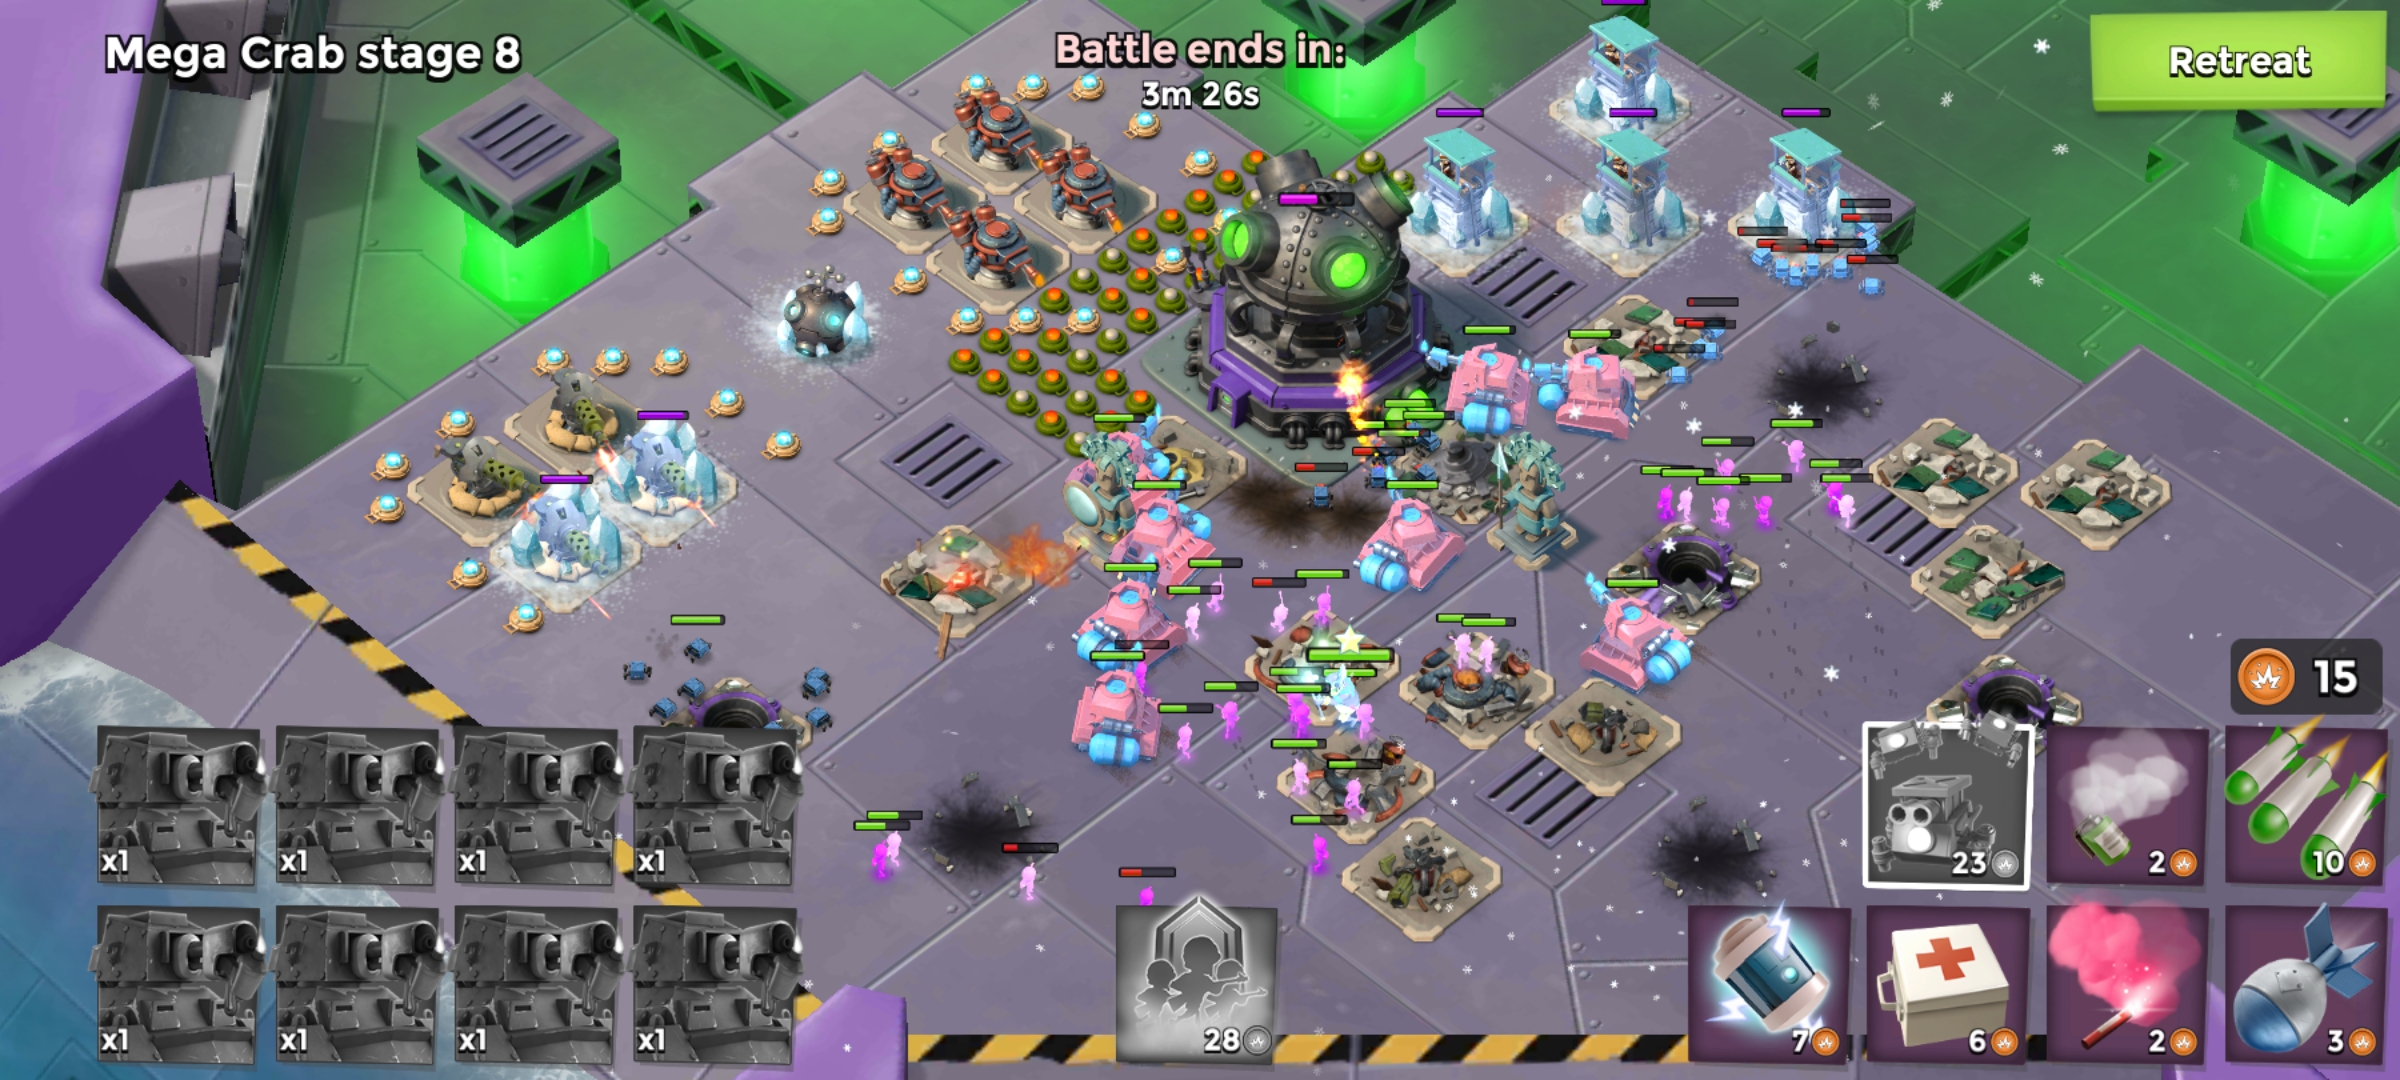 Mega Crab stage 8
Battle ends in:
3m 26s
Retreat
15
x1
x1
x1
x1
23
2
10
x1
x1
x1
x1
28
7
6
2
3